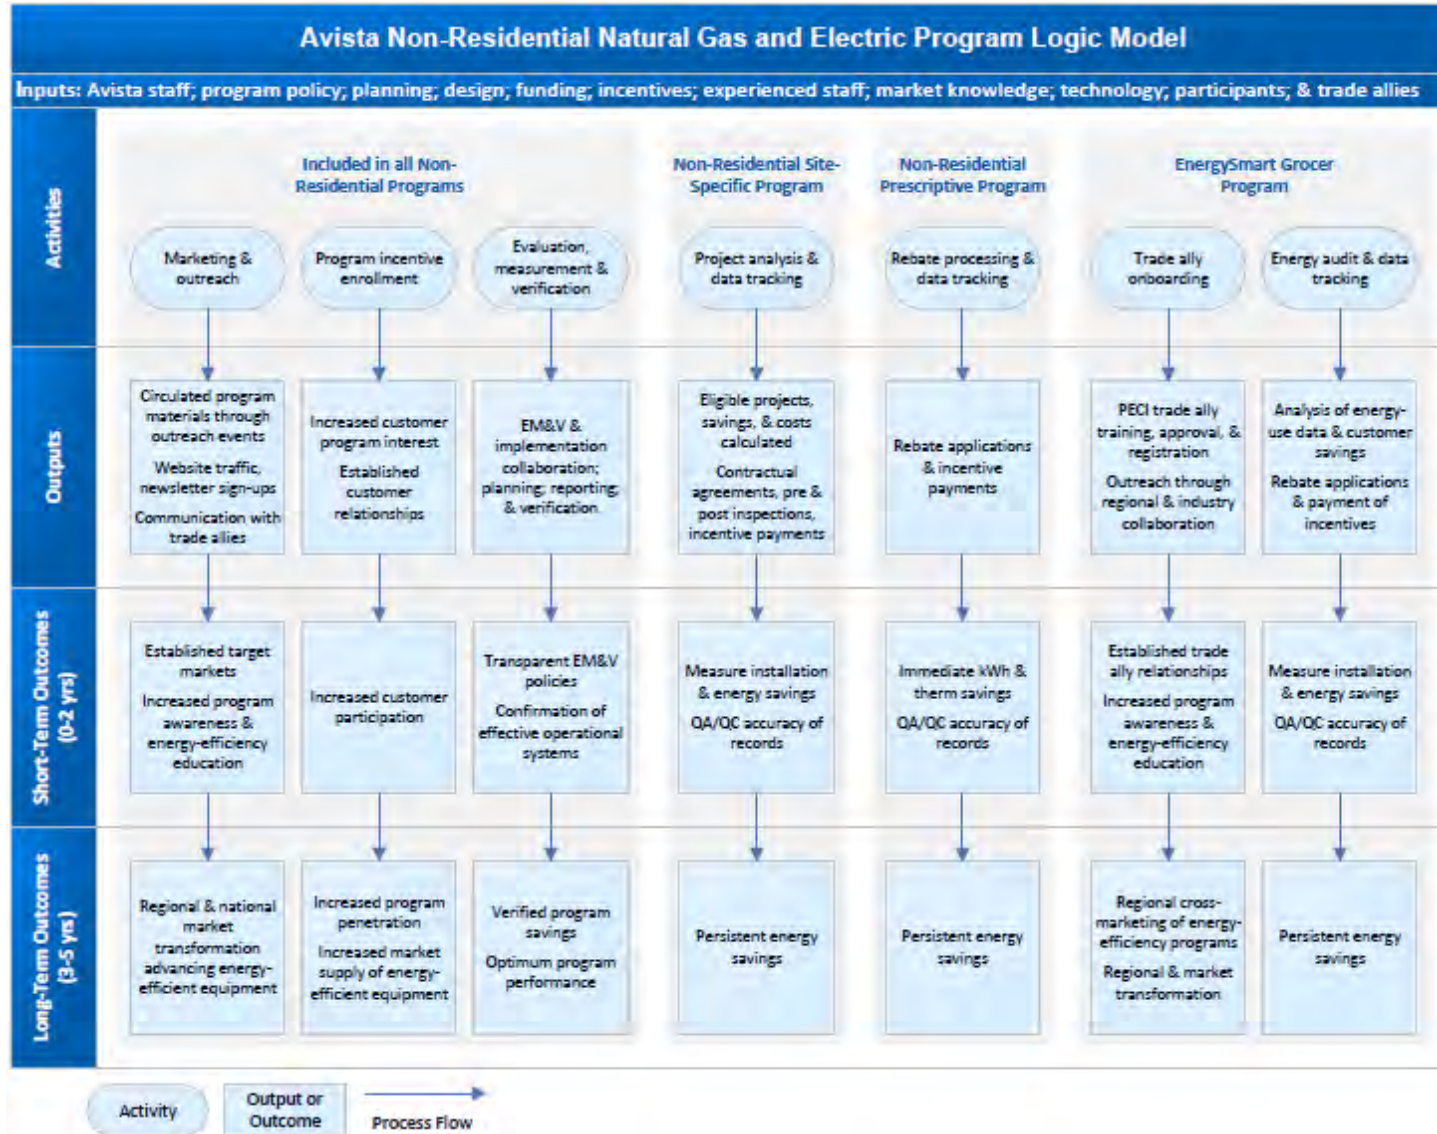 Avista Non-Residential Natural Gas and Electric Program Logic Model
Inputs: Avista staff; program policy; planning; design; funding; incentives; experienced staff; market knowledge; technology; participants; & trade allies
Activities
Included in all Non-
Residential Programs
Non-Residential Site-
Specific Program
Non-Residential
Prescriptive Program
EnergySmart Grocer
Program
Marketing &
outreach
Program incentive
enrollment
Evaluation,
measurement &
verification
Project analysis &
data tracking
Rebate processing &
data tracking
Trade ally
onboarding
Energy audit & data
tracking
Outputs
Circulated program
materials through
outreach events
Website traffic,
newsletter sign-ups
Communication with
trade allies
Increased customer
program interest
Established
customer
relationships
EM&V &
implementation
collaboration;
planning; reporting;
& verification
Eligible projects,
savings, & costs
calculated
Contractual
agreements, pre &
post inspections,
incentive payments
Rebate applications
& incentive
payments
PECI trade ally
training, approval, &
registration
Outreach through
regional & industry
collaboration
Analysis of energy-
use data & customer
savings
Rebate applications
& payment of
incentives
Short-Term Outcomes
(0-2 yrs)
Established target
markets
Increased program
awareness &
energy-efficiency
education
Increased customer
participation
Transparent EM&V
policies
Confirmation of
effective operational
systems
Measure installation
& energy savings
QA/QC accuracy of
records
Immediate kWh &
therm savings
QA/QC accuracy of
records
Established trade
ally relationships
Increased program
awareness &
energy-efficiency
education
Measure installation
& energy savings
QA/QC accuracy of
records
Long-Term Outcomes
(3-5 yrs)
Regional & national
market
transformation
advancing energy-
efficient equipment
Increased program
penetration
Increased market
supply of energy-
efficient equipment
Verified program
savings
Optimum program
performance
Persistent energy
savings
Persistent energy
savings
Regional cross-
marketing of energy-
efficiency programs
Regional & market
transformation
Persistent energy
savings
Activity
Output or
Outcome
Process Flow